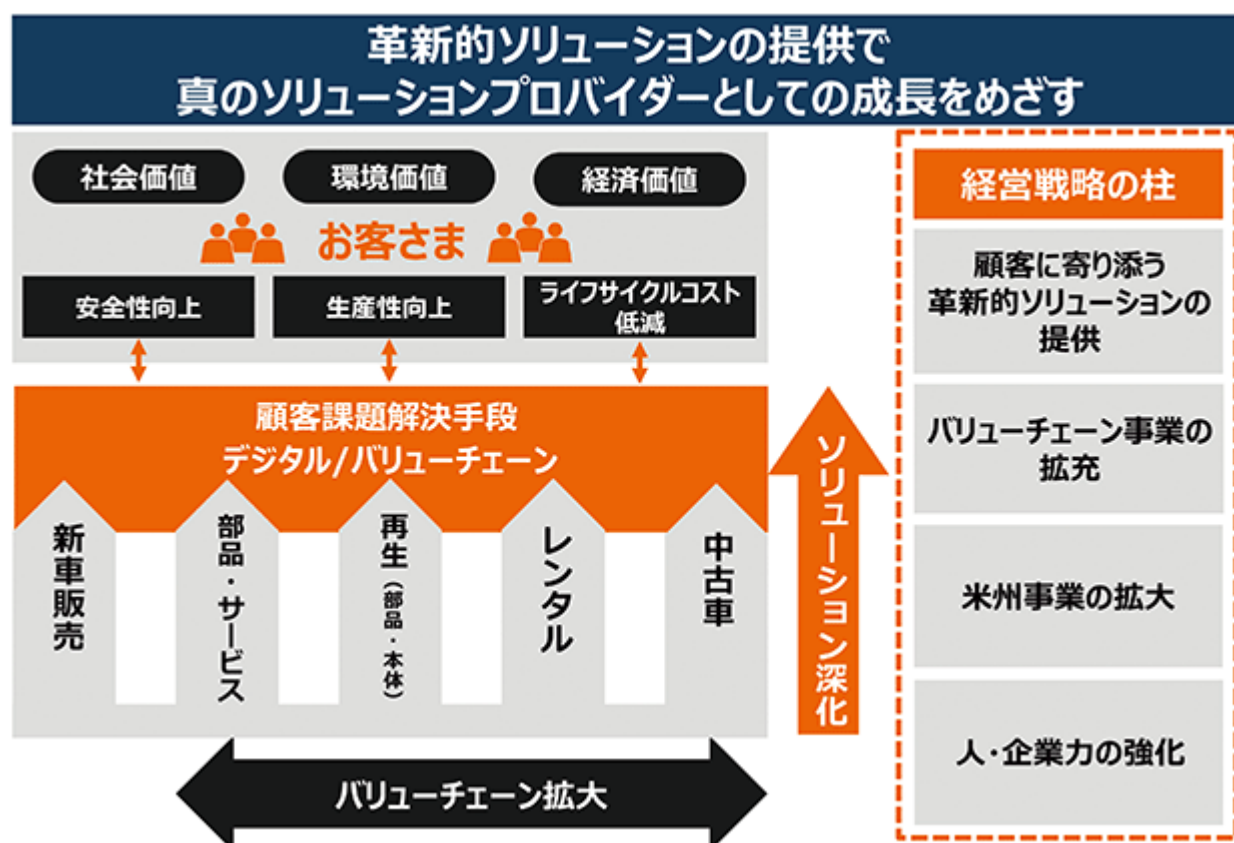 革新的ソリューションの提供で
真のソリューションプロバイダーとしての成長をめざす
社会価値
環境価値
経済価値
お客さま
安全性向上
生産性向上
ライフサイクルコスト
低減
顧客課題解決手段
デジタル/バリューチェーン
新車販売
部品・サービス
再生(部品・本体)
レンタル
中古車
バリューチェーン拡大
ソリューション深化
経営戦略の柱
顧客に寄り添う
革新的ソリューションの
提供
バリューチェーン事業の
拡充
米州事業の拡大
人・企業力の強化